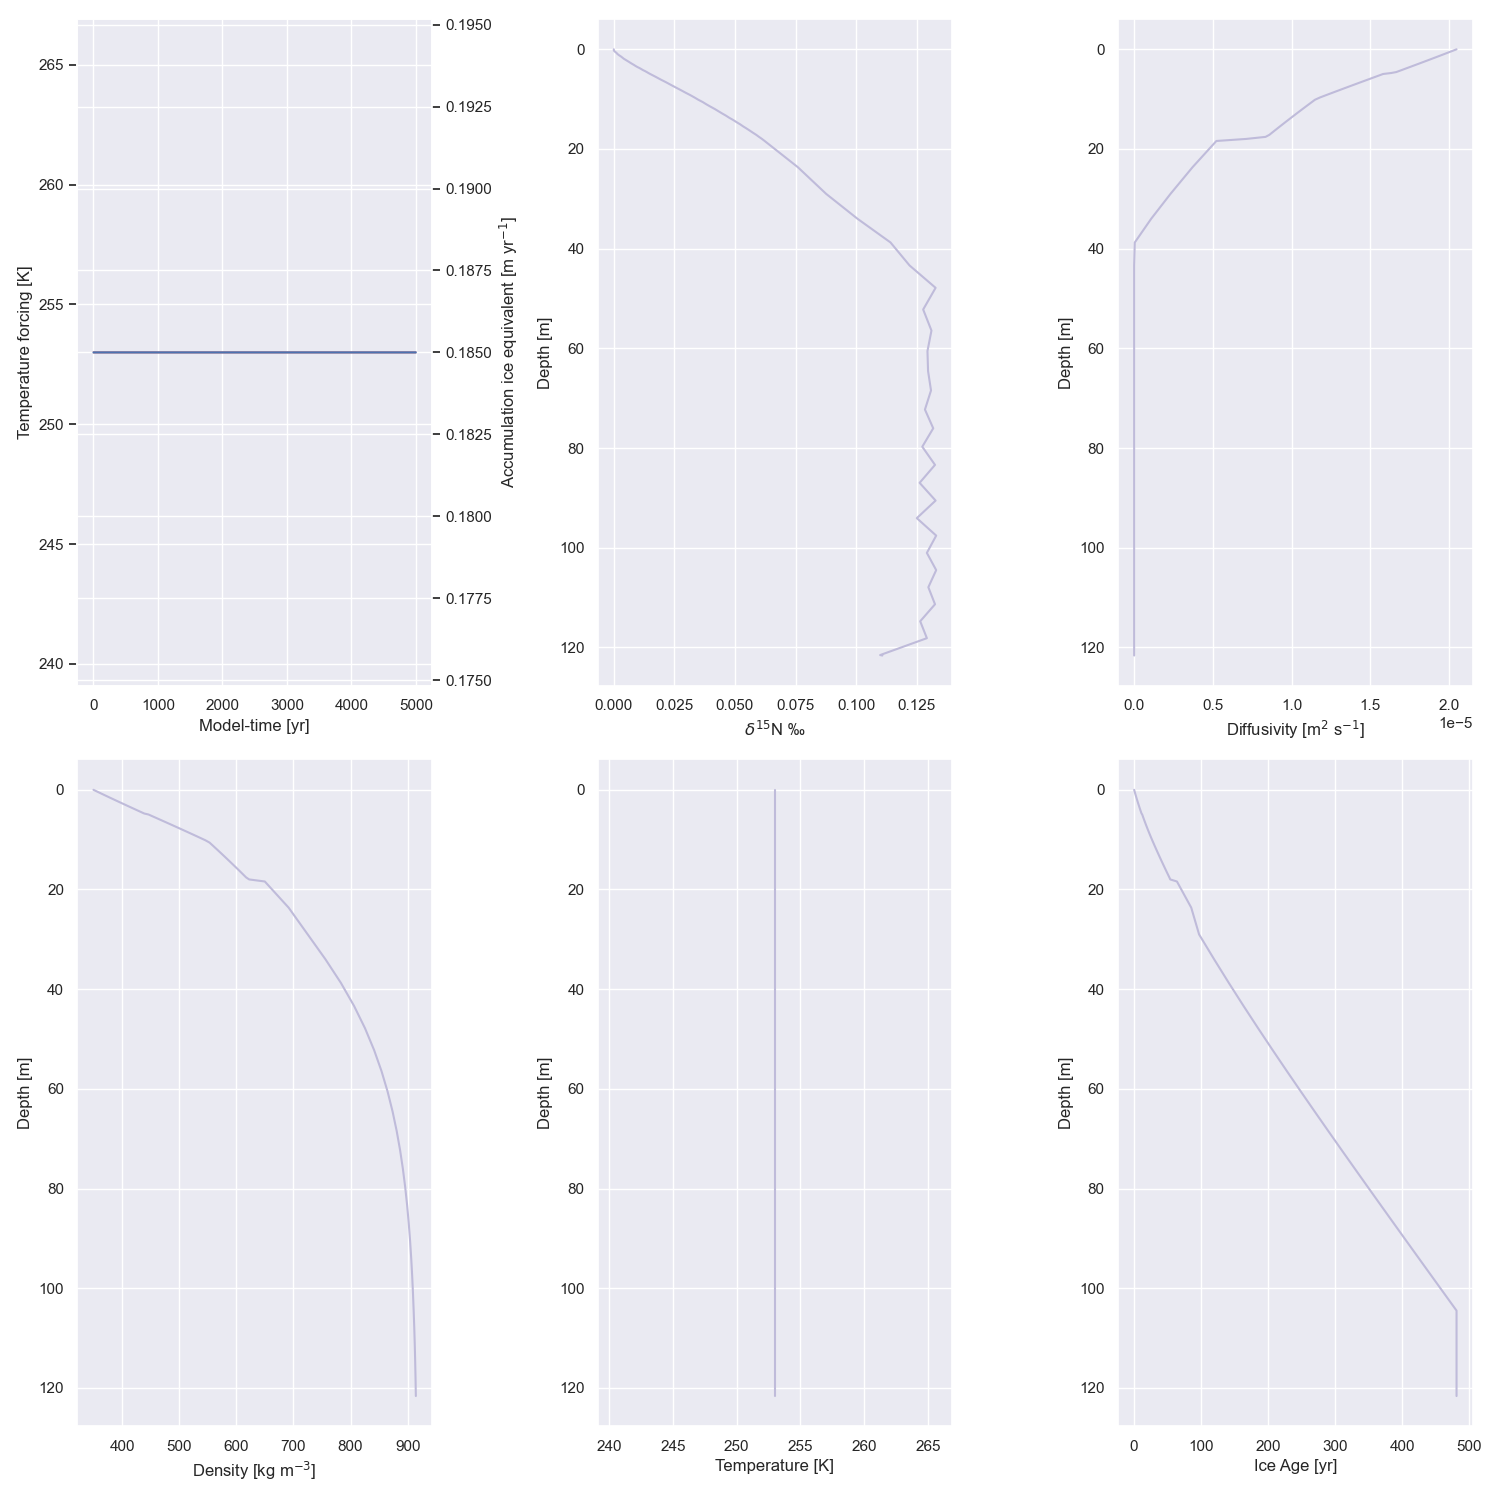 265
260
255
250
245
240
Temperature forcing [K]
0 1000 2000 3000 4000 5000
Model-time [yr]
0.1950
0.1925
0.1900
0.1875
0.1850
0.1825
0.1800
0.1775
0.1750
Accumulation ice equivalent [m yr⁻¹]
0
20
40
60
80
100
120
Depth [m]
0.000 0.025 0.050 0.075 0.100 0.125
δ¹⁵N ‰
0
20
40
60
80
100
120
Depth [m]
0.0 0.5 1.0 1.5 2.0
1e−5
Diffusivity [m² s⁻¹]
0
20
40
60
80
100
120
Depth [m]
400 500 600 700 800 900
Density [kg m⁻³]
0
20
40
60
80
100
120
Depth [m]
240 245 250 255 260 265
Temperature [K]
0
20
40
60
80
100
120
Depth [m]
0 100 200 300 400 500
Ice Age [yr]